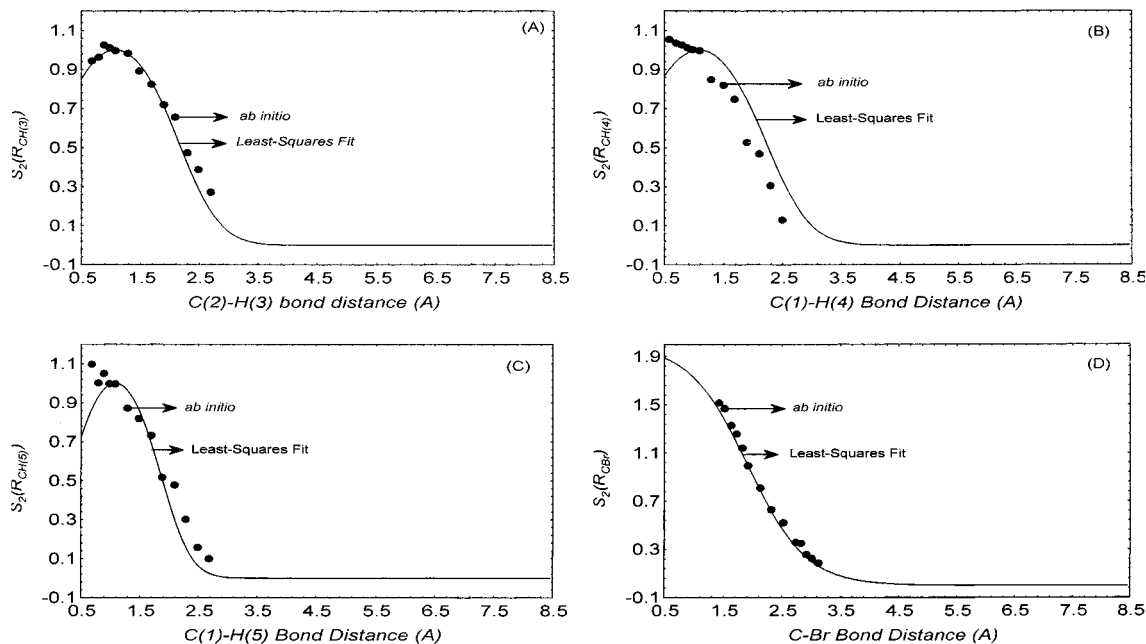 (A)
1.1
0.9
0.7
0.5
0.3
0.1
-0.1
S2(RCH(3))
ab initio
Least-Squares Fit
0.5 1.5 2.5 3.5 4.5 5.5 6.5 7.5 8.5
C(2)-H(3) bond distance (A)
(B)
1.1
0.9
0.7
0.5
0.3
0.1
-0.1
S2(RCH(4))
ab initio
Least-Squares Fit
0.5 1.5 2.5 3.5 4.5 5.5 6.5 7.5 8.5
C(1)-H(4) Bond Distance (A)
(C)
1.1
0.9
0.7
0.5
0.3
0.1
-0.1
S2(RCH(5))
ab initio
Least-Squares Fit
0.5 1.5 2.5 3.5 4.5 5.5 6.5 7.5 8.5
C(1)-H(5) Bond Distance (A)
(D)
1.9
1.5
1.1
0.7
0.3
-0.1
S2(RCBr)
ab initio
Least-Squares Fit
0.5 1.5 2.5 3.5 4.5 5.5 6.5 7.5 8.5
C-Br Bond Distance (A)